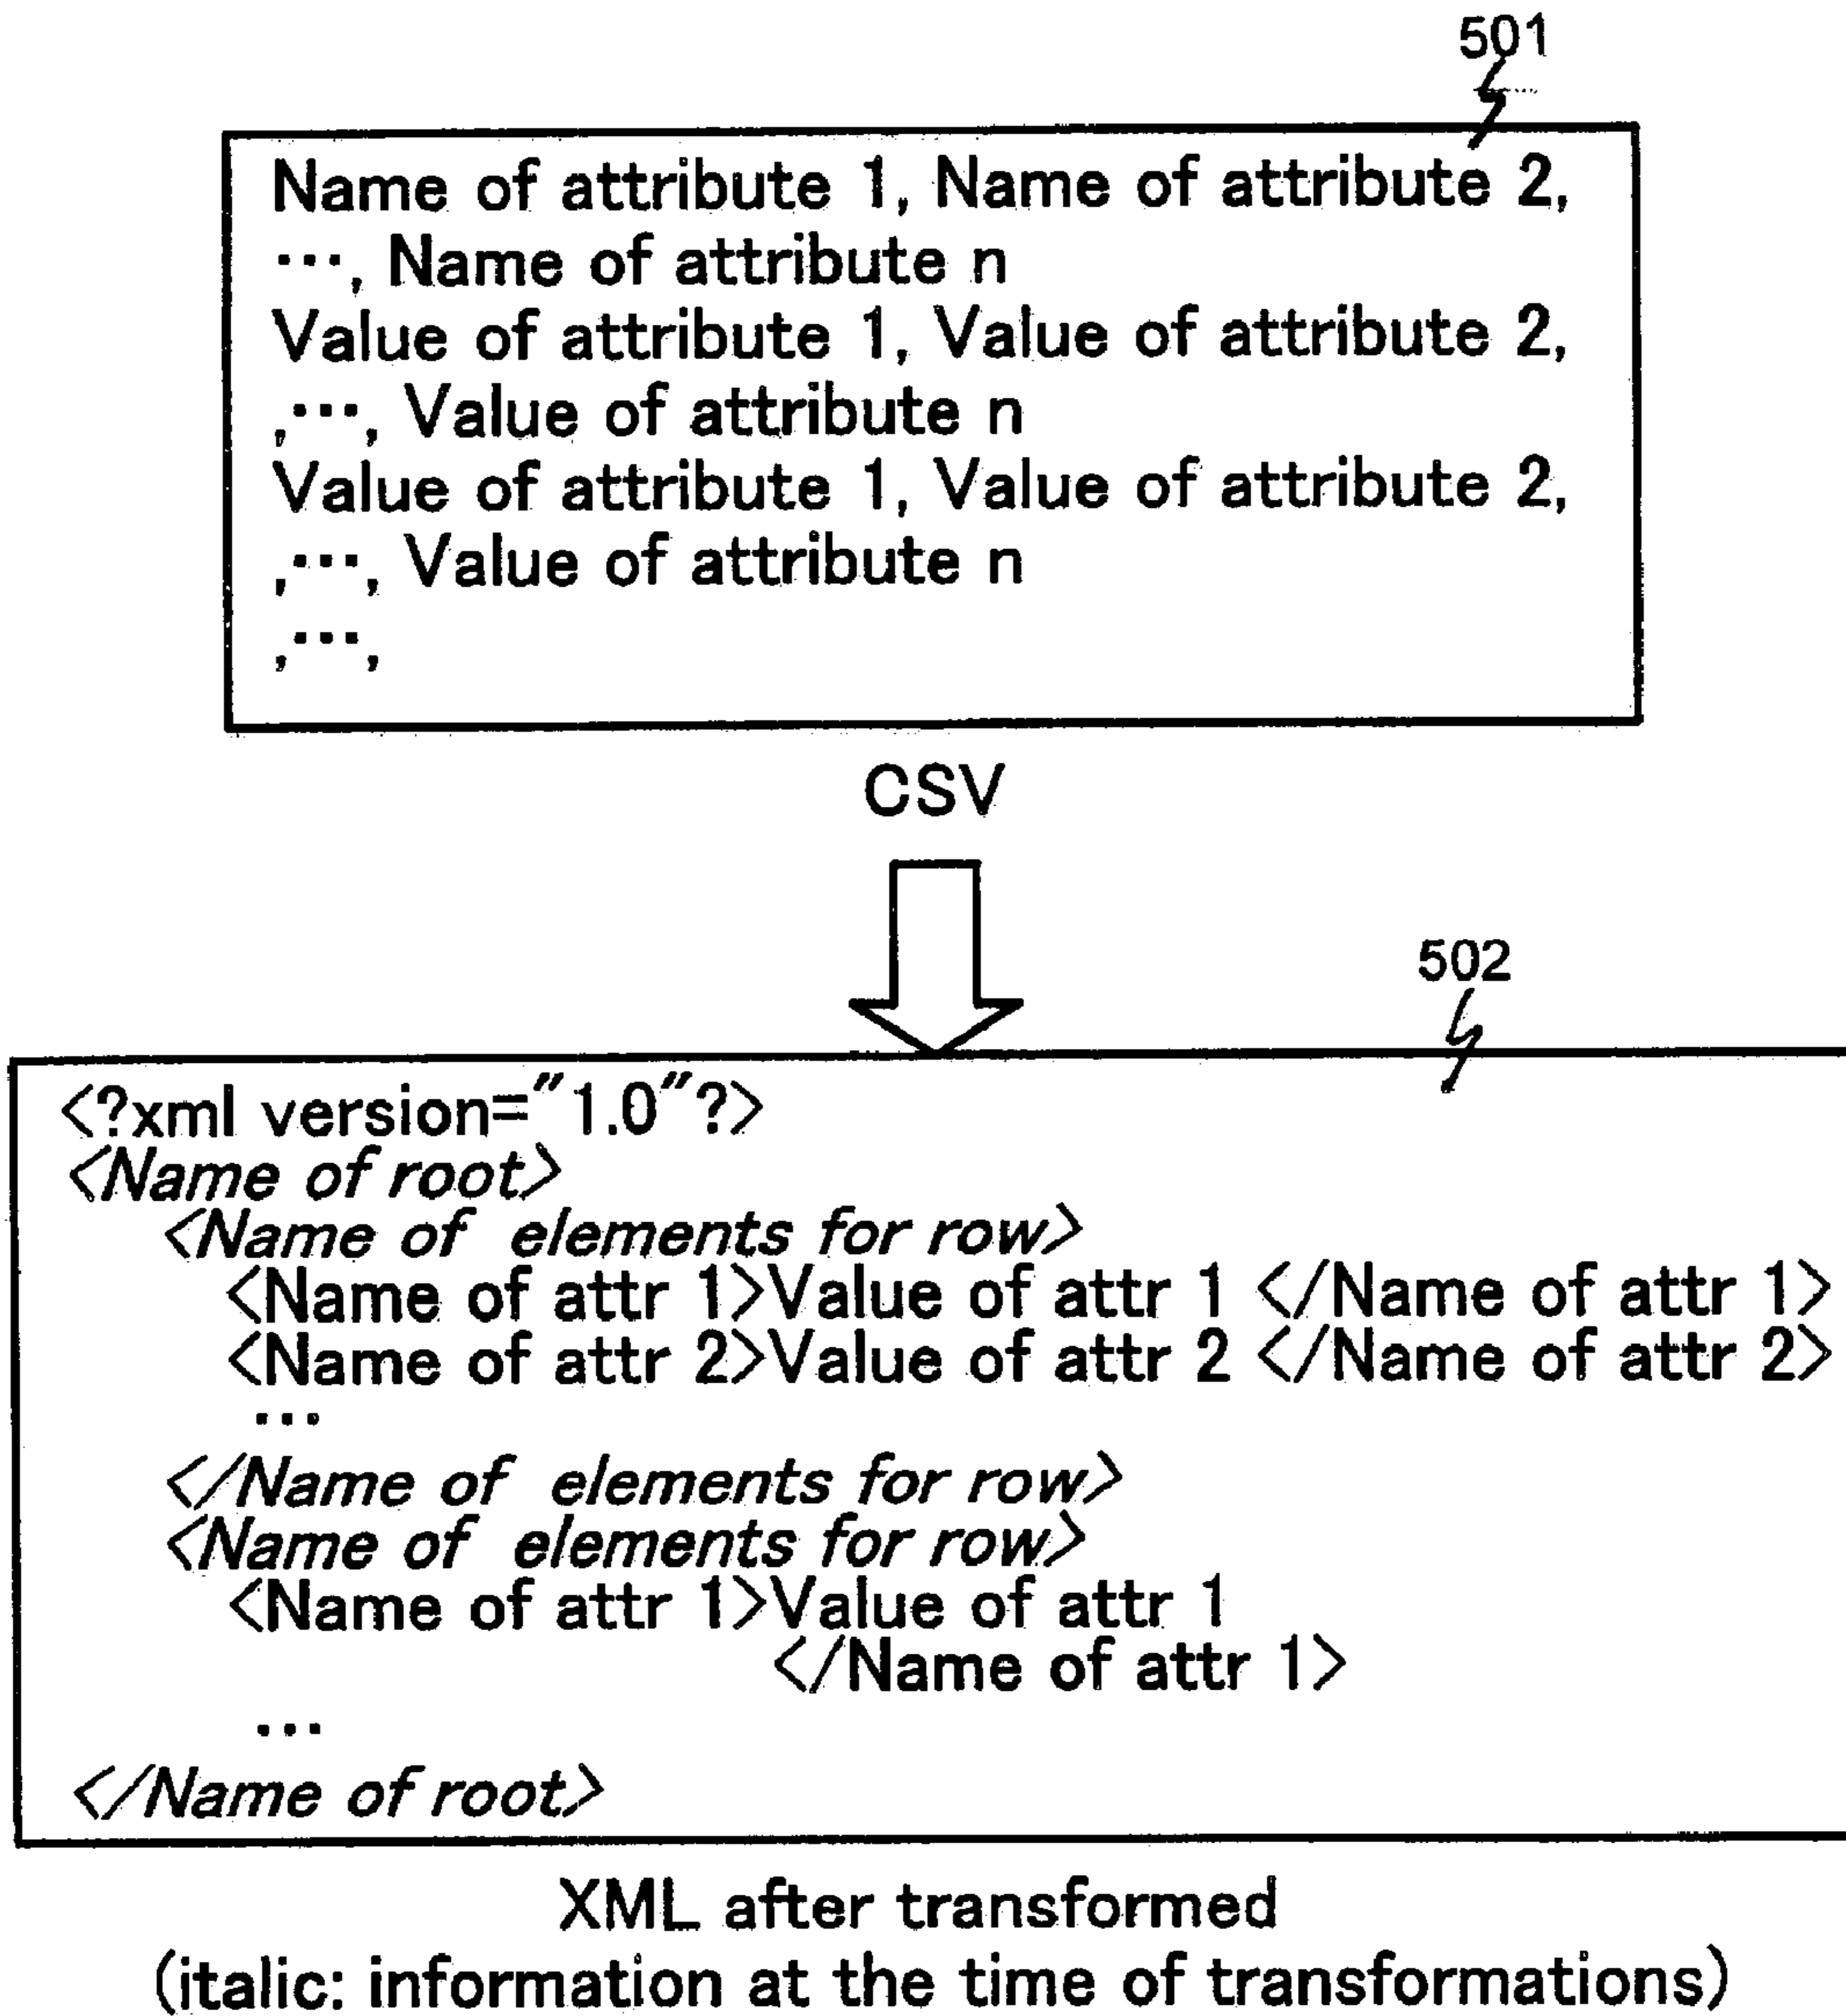 501
Name of attribute 1, Name of attribute 2,
…, Name of attribute n
Value of attribute 1, Value of attribute 2,
,…, Value of attribute n
Value of attribute 1, Value of attribute 2,
,…, Value of attribute n
,…,
CSV
502
<?xml version="1.0"?>
<Name of root>
<Name of elements for row>
<Name of attr 1>Value of attr 1 </Name of attr 1>
<Name of attr 2>Value of attr 2 </Name of attr 2>
…
</Name of elements for row>
<Name of elements for row>
<Name of attr 1>Value of attr 1
</Name of attr 1>
…
</Name of root>
XML after transformed
(italic: information at the time of transformations)